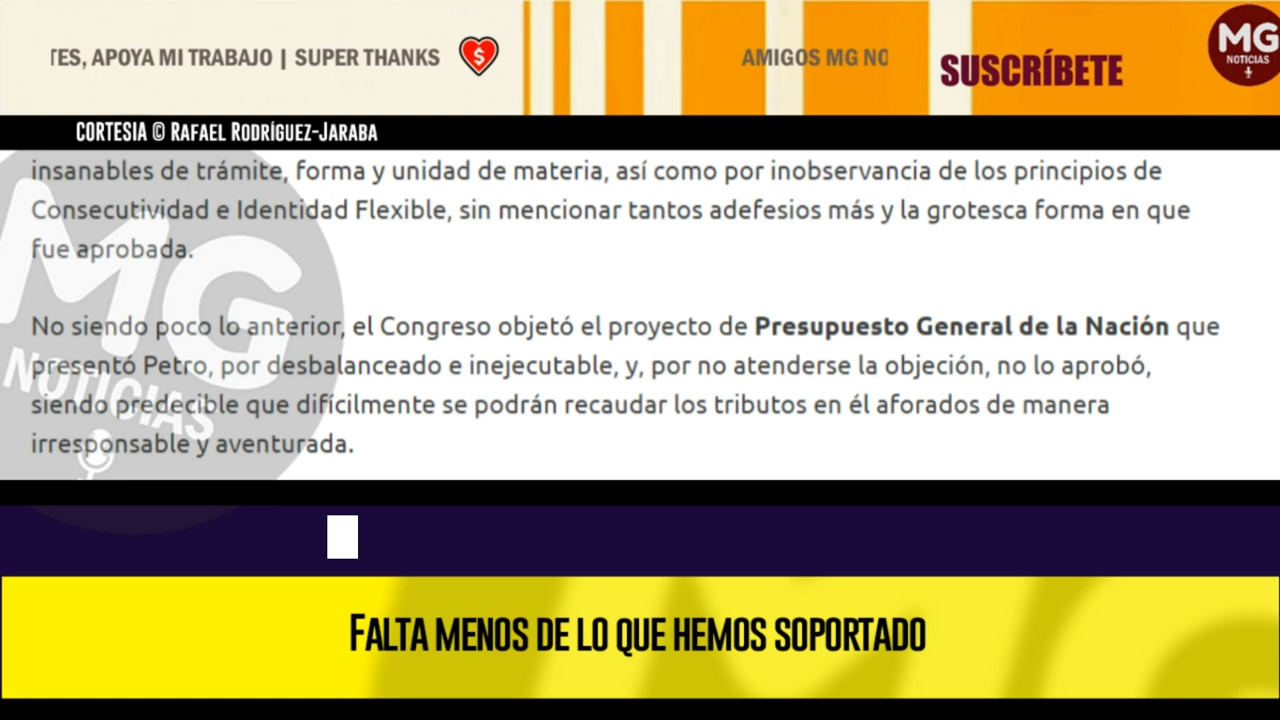 TES, APOYA MI TRABAJO | SUPER THANKS
AMIGOS MG NO
SUSCRÍBETE
MG
NOTICIAS
CORTESIA © RAFAEL RODRÍGUEZ-JARABA
insanables de trámite, forma y unidad de materia, así como por inobservancia de los principios de
Consecutividad e Identidad Flexible, sin mencionar tantos adefesios más y la grotesca forma en que
fue aprobada.
No siendo poco lo anterior, el Congreso objetó el proyecto de Presupuesto General de la Nación que
presentó Petro, por desbalanceado e inejecutable, y, por no atenderse la objeción, no lo aprobó,
siendo predecible que difícilmente se podrán recaudar los tributos en él aforados de manera
irresponsable y aventurada.
MG
NOTICIAS
FALTA MENOS DE LO QUE HEMOS SOPORTADO